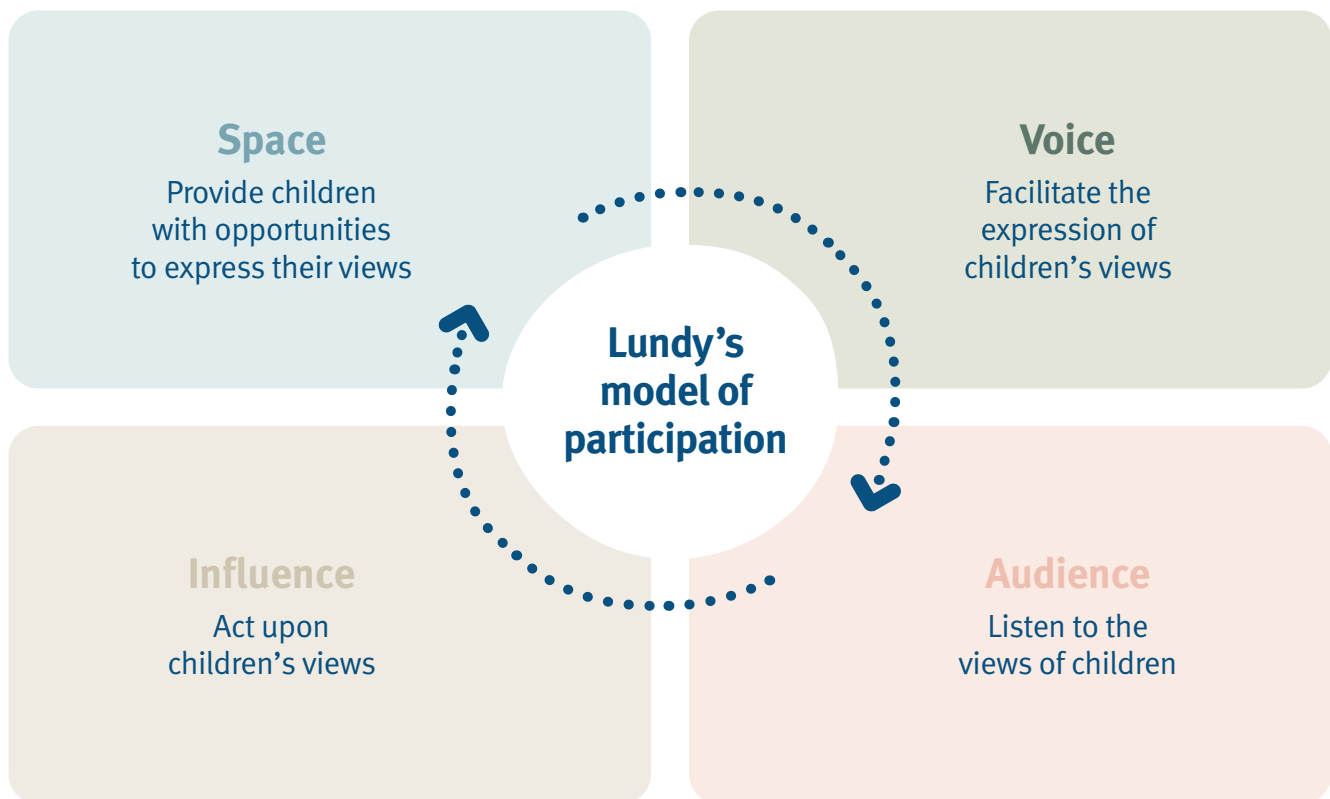 Space
Provide children
with opportunities
to express their views
Voice
Facilitate the
expression of
children’s views
Lundy’s
model of
participation
Influence
Act upon
children’s views
Audience
Listen to the
views of children